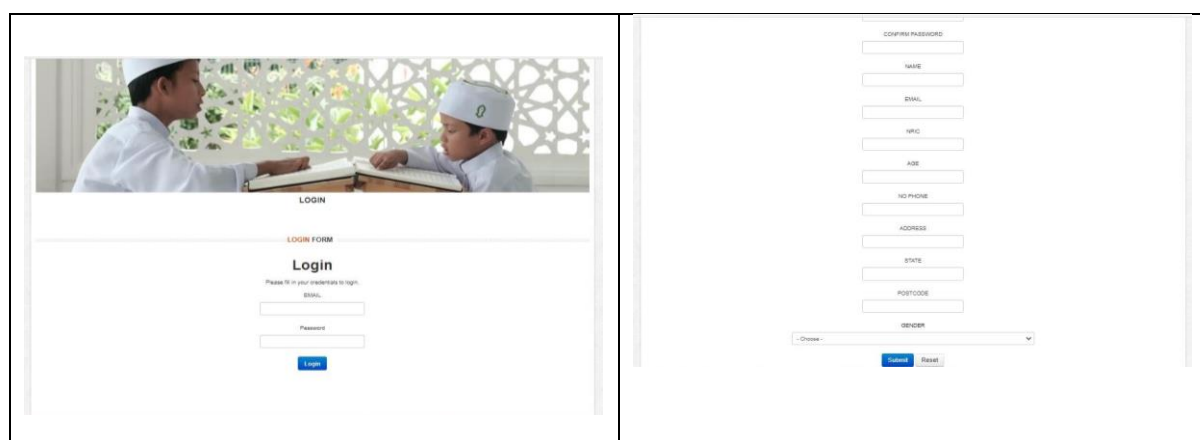 LOGIN
LOGIN FORM
Login
Please fill in your credentials to login.
EMAIL
Password
Login
CONFIRM PASSWORD
NAME
EMAIL
NRIC
AGE
NO PHONE
ADDRESS
STATE
POSTCODE
GENDER
- Choose -
Submit Reset